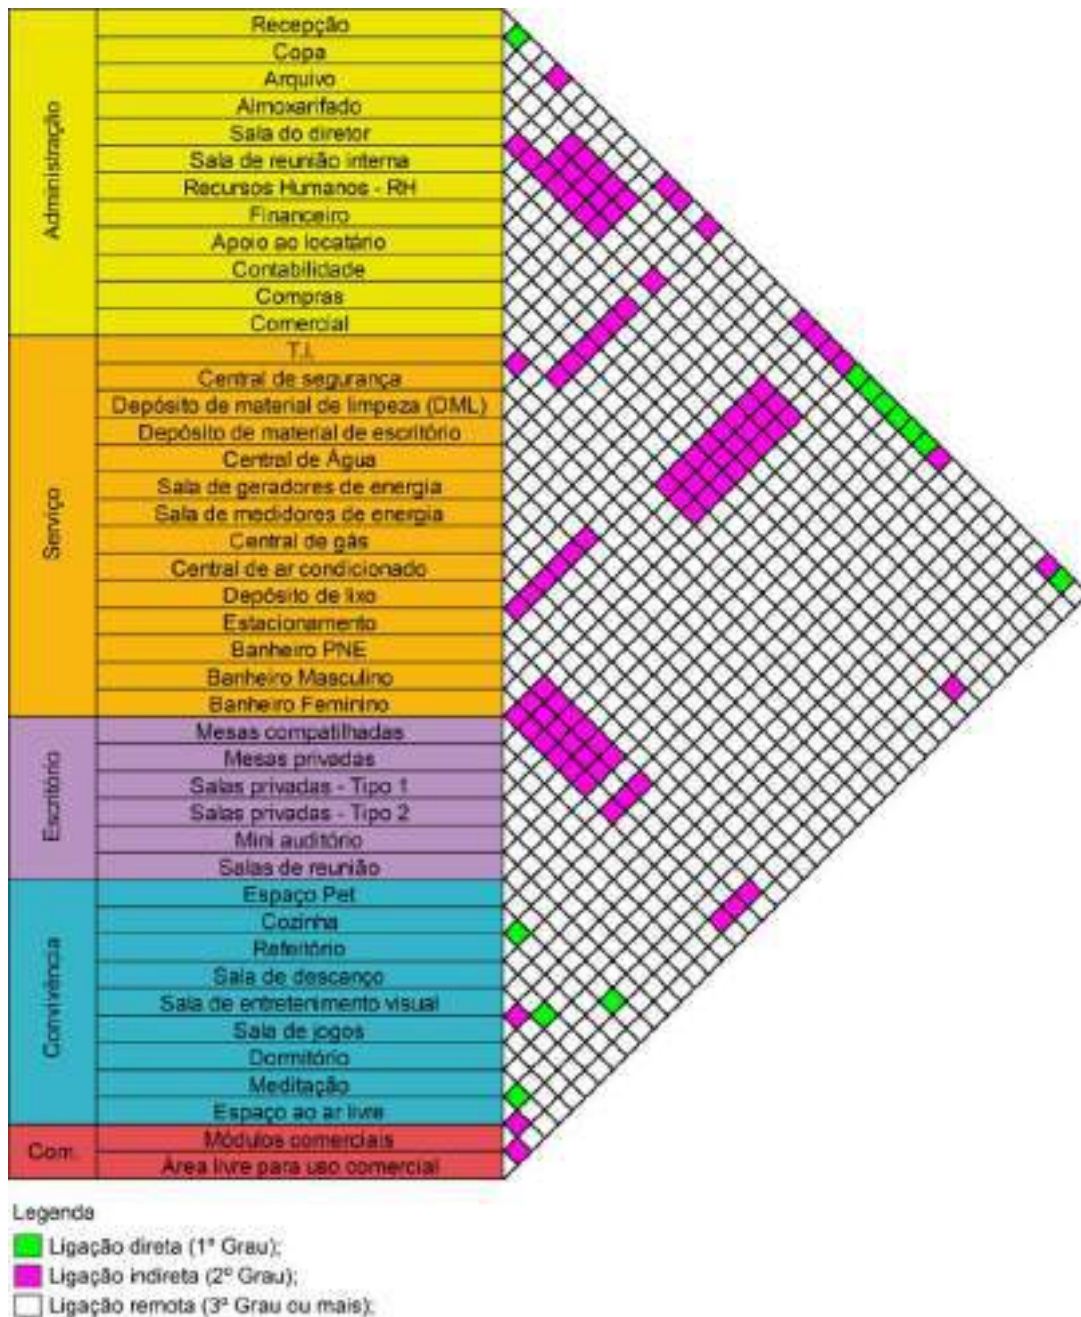 Administração
Recepção
Copa
Arquivo
Almoxarifado
Sala do diretor
Sala de reunião interna
Recursos Humanos - RH
Financeiro
Apoio ao locatário
Contabilidade
Compras
Comercial
Serviço
T.I.
Central de segurança
Depósito de material de limpeza (DML)
Depósito de material de escritório
Central de Água
Sala de geradores de energia
Sala de medidores de energia
Central de gás
Central de ar condicionado
Depósito de lixo
Estacionamento
Banheiro PNE
Banheiro Masculino
Banheiro Feminino
Escritório
Mesas compatilhadas
Mesas privadas
Salas privadas - Tipo 1
Salas privadas - Tipo 2
Mini auditório
Salas de reunião
Convivência
Espaço Pet
Cozinha
Refeitório
Sala de descanço
Sala de entretenimento visual
Sala de jogos
Dormitório
Meditação
Espaço ao ar livre
Com.
Módulos comerciais
Área livre para uso comercial
Legenda
Ligação direta (1º Grau);
Ligação indireta (2º Grau);
Ligação remota (3º Grau ou mais);